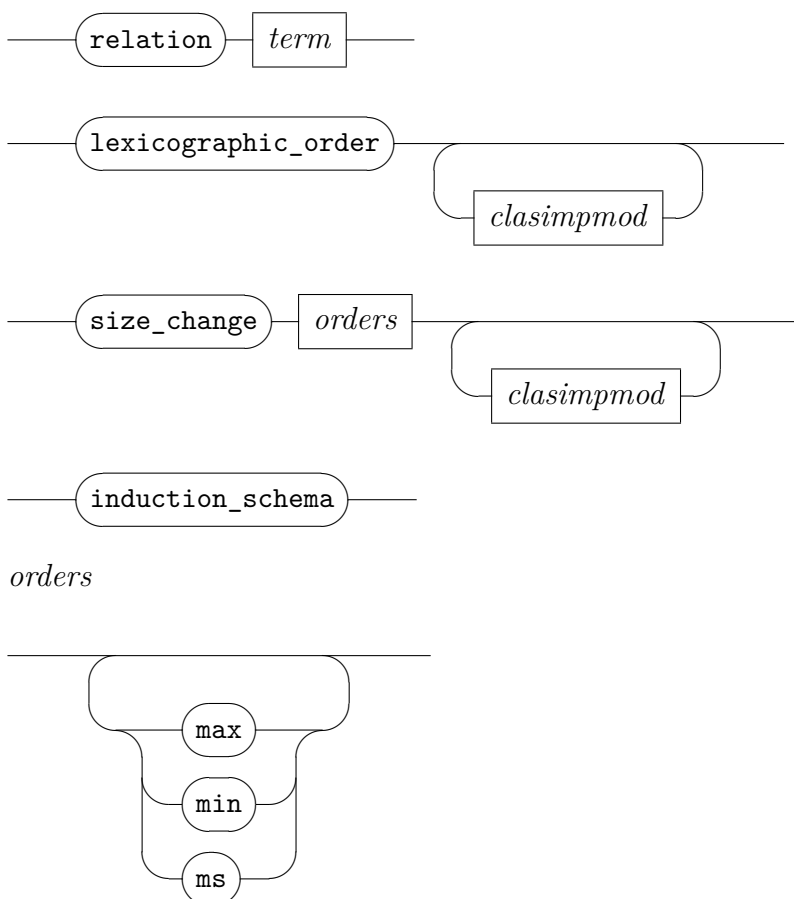 relation term
lexicographic_order
clasimpmod
size_change orders
clasimpmod
induction_schema
orders
max
min
ms